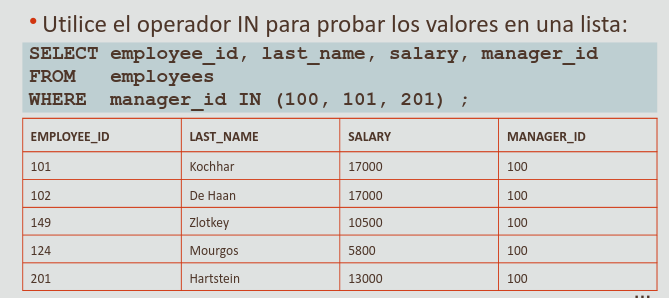 • Utilice el operador IN para probar los valores en una lista:
SELECT employee_id, last_name, salary, manager_id
FROM employees
WHERE manager_id IN (100, 101, 201) ;
EMPLOYEE_ID LAST_NAME SALARY MANAGER_ID
101 Kochhar 17000 100
102 De Haan 17000 100
149 Zlotkey 10500 100
124 Mourgos 5800 100
201 Hartstein 13000 100
...